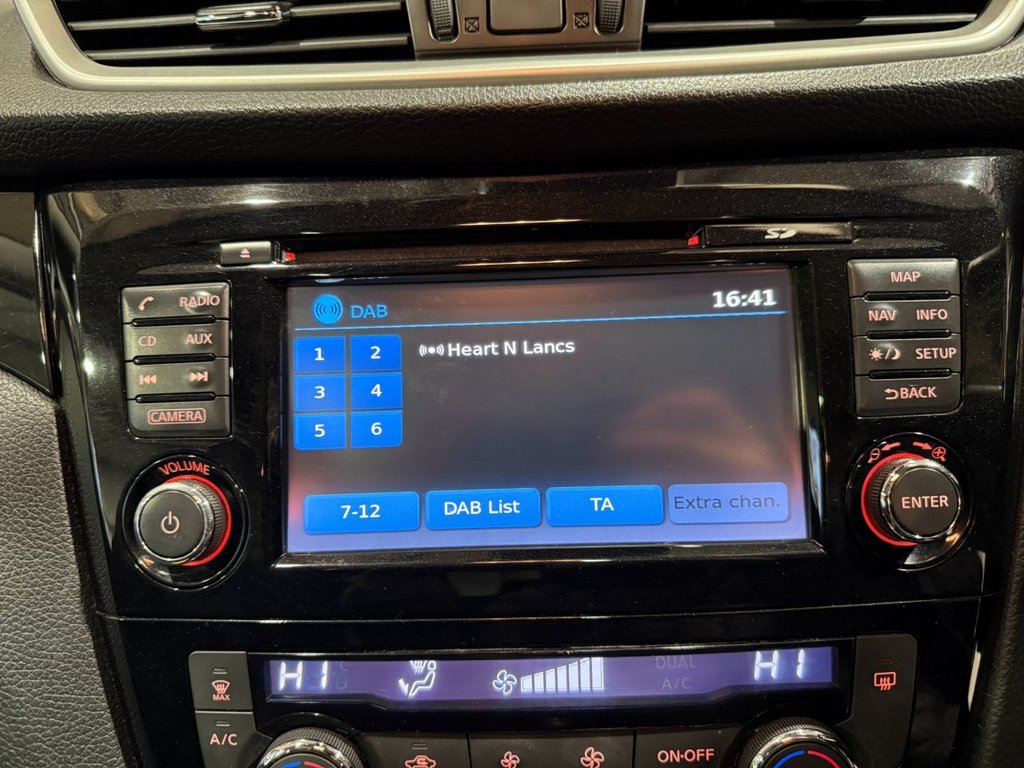 SD
MAP
NAV INFO
SETUP
BACK
ENTER
RADIO
CD AUX
CAMERA
VOLUME
DAB 16:41
1 2
3 4
5 6
Heart N Lancs
7-12 DAB List TA Extra chan.
HI DUAL HI
A/C
MAX
A/C
ON·OFF